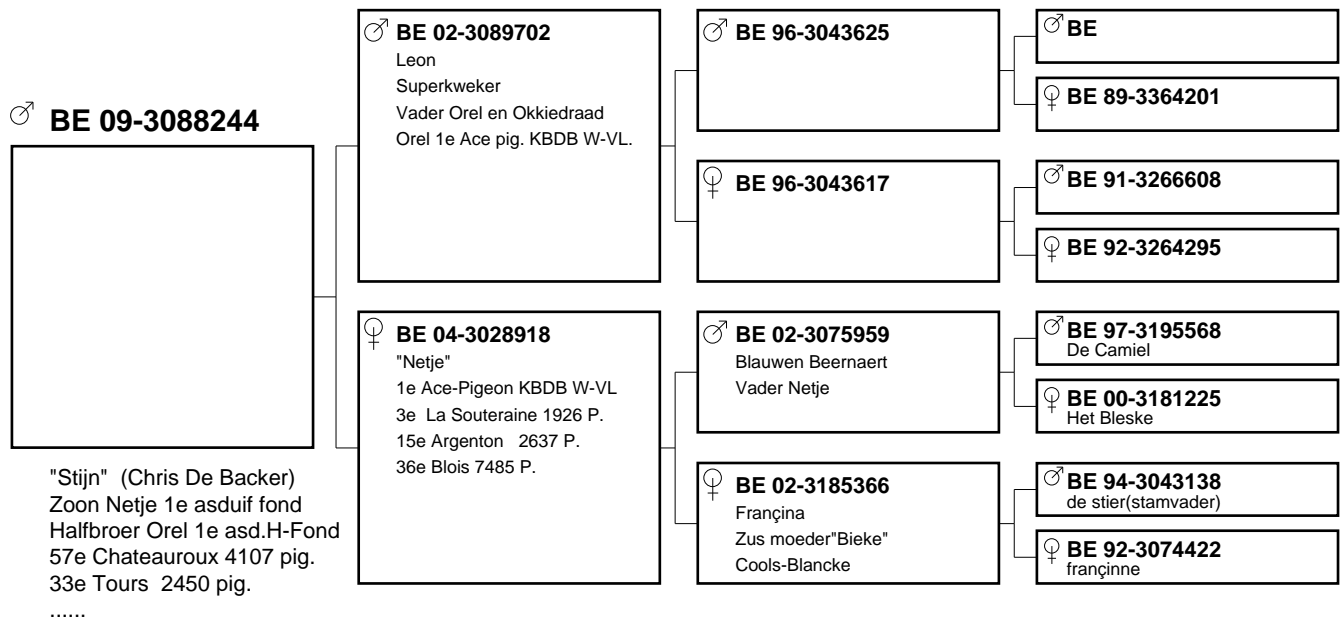 BE 09-3088244
"Stijn" (Chris De Backer)
Zoon Netje 1e asduif fond
Halfbroer Orel 1e asd.H-Fond
57e Chateauroux 4107 pig.
33e Tours 2450 pig.
......
BE 02-3089702
Leon
Superkweker
Vader Orel en Okkiedraad
Orel 1e Ace pig. KBDB W-VL.
BE 04-3028918
"Netje"
1e Ace-Pigeon KBDB W-VL
3e La Souteraine 1926 P.
15e Argenton 2637 P.
36e Blois 7485 P.
BE 96-3043625
BE 96-3043617
BE 02-3075959
Blauwen Beernaert
Vader Netje
BE 02-3185366
Françina
Zus moeder"Bieke"
Cools-Blancke
BE
BE 89-3364201
BE 91-3266608
BE 92-3264295
BE 97-3195568
De Camiel
BE 00-3181225
Het Bleske
BE 94-3043138
de stier(stamvader)
BE 92-3074422
françinne